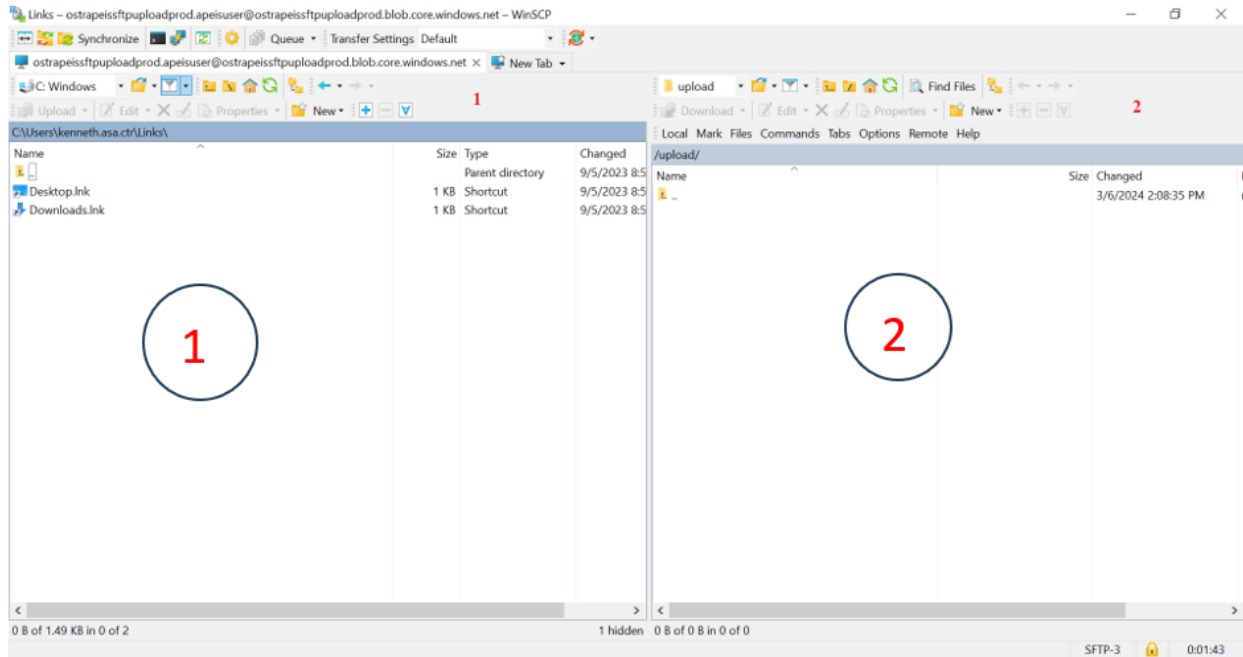 Links – ostrapeissftpuploadprod.apeisuser@ostrapeissftpuploadprod.blob.core.windows.net – WinSCP
Synchronize Queue Transfer Settings Default
ostrapeissftpuploadprod.apeisuser@ostrapeissftpuploadprod.blob.core.windows.net × New Tab
C: Windows
1
Upload Edit Properties New
C:\Users\kenneth.asa.ctr\Links\
Name Size Type Changed
.. Parent directory 9/5/2023 8:5
Desktop.lnk 1 KB Shortcut 9/5/2023 8:5
Downloads.lnk 1 KB Shortcut 9/5/2023 8:5
1
0 B of 1.49 KB in 0 of 2 1 hidden
upload Find Files
2
Download Edit Properties New
Local Mark Files Commands Tabs Options Remote Help
/upload/
Name Size Changed
.. 3/6/2024 2:08:35 PM
2
0 B of 0 B in 0 of 0
SFTP-3 0:01:43